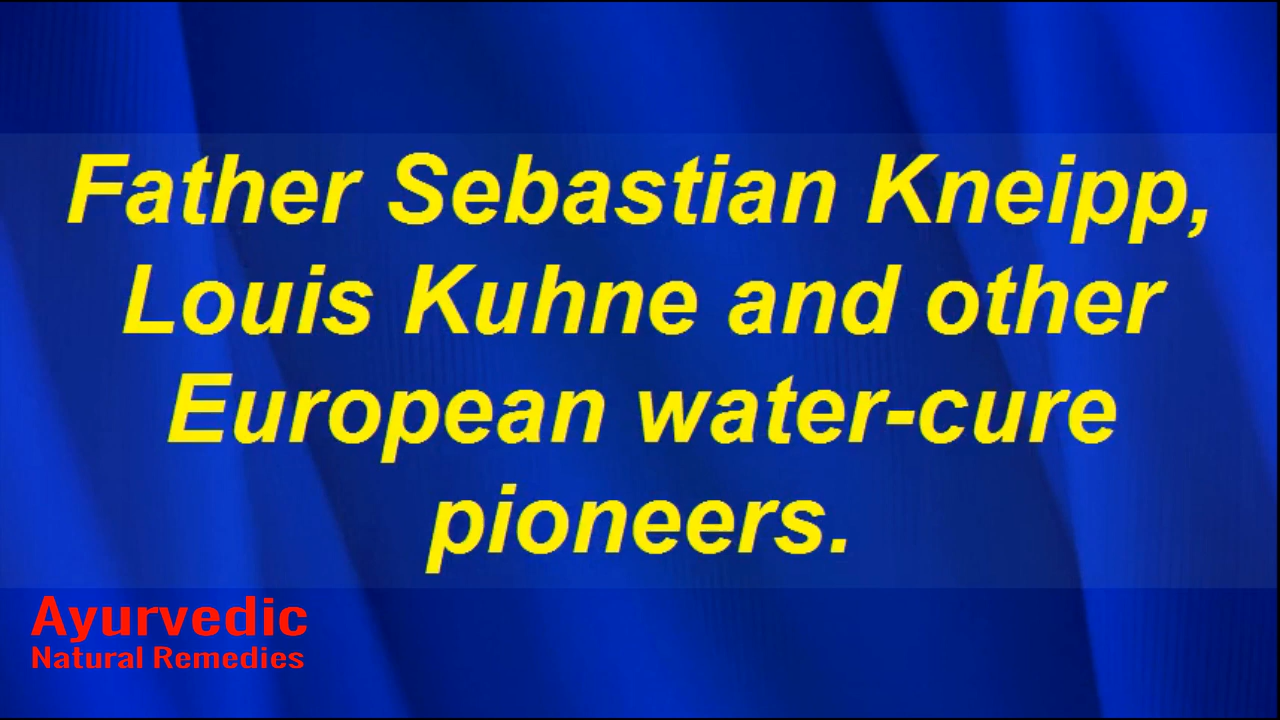 Father Sebastian Kneipp,
Louis Kuhne and other
European water-cure
pioneers.
Ayurvedic
Natural Remedies